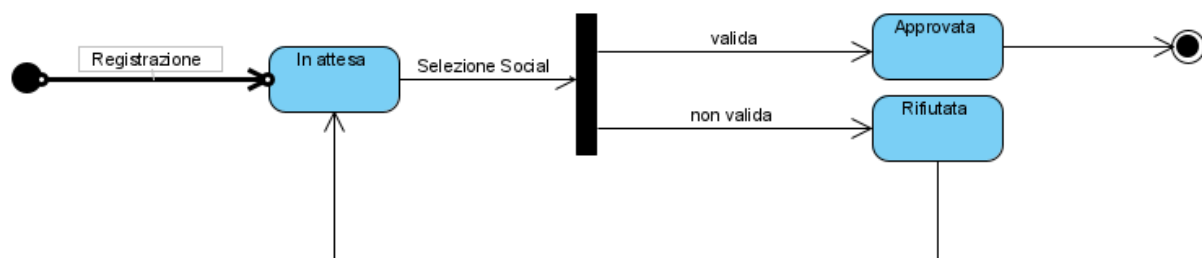 Registrazione
In attesa
Selezione Social
valida
non valida
Approvata
Rifiutata